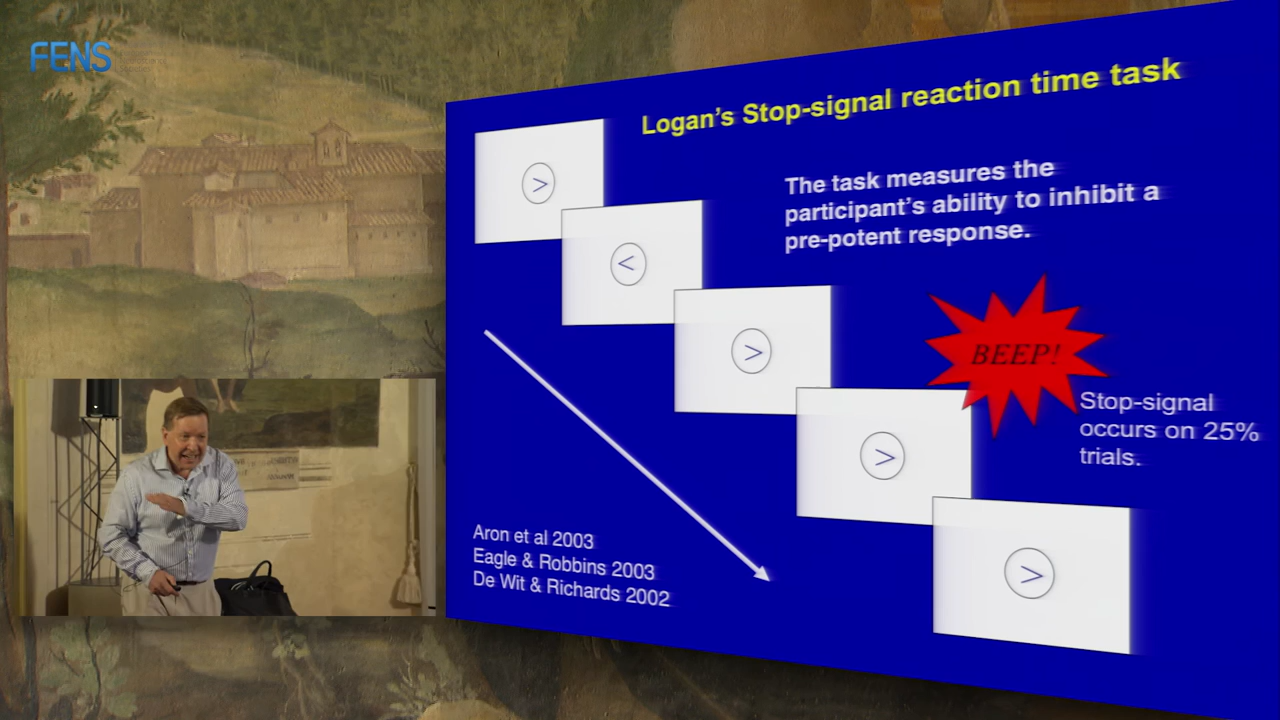 FENS
Logan's Stop-signal reaction time task
>
The task measures the
participant's ability to inhibit a
pre-potent response.
<
>
BEEP!
Stop-signal
occurs on 25%
trials.
>
Aron et al 2003
Eagle & Robbins 2003
De Wit & Richards 2002
>